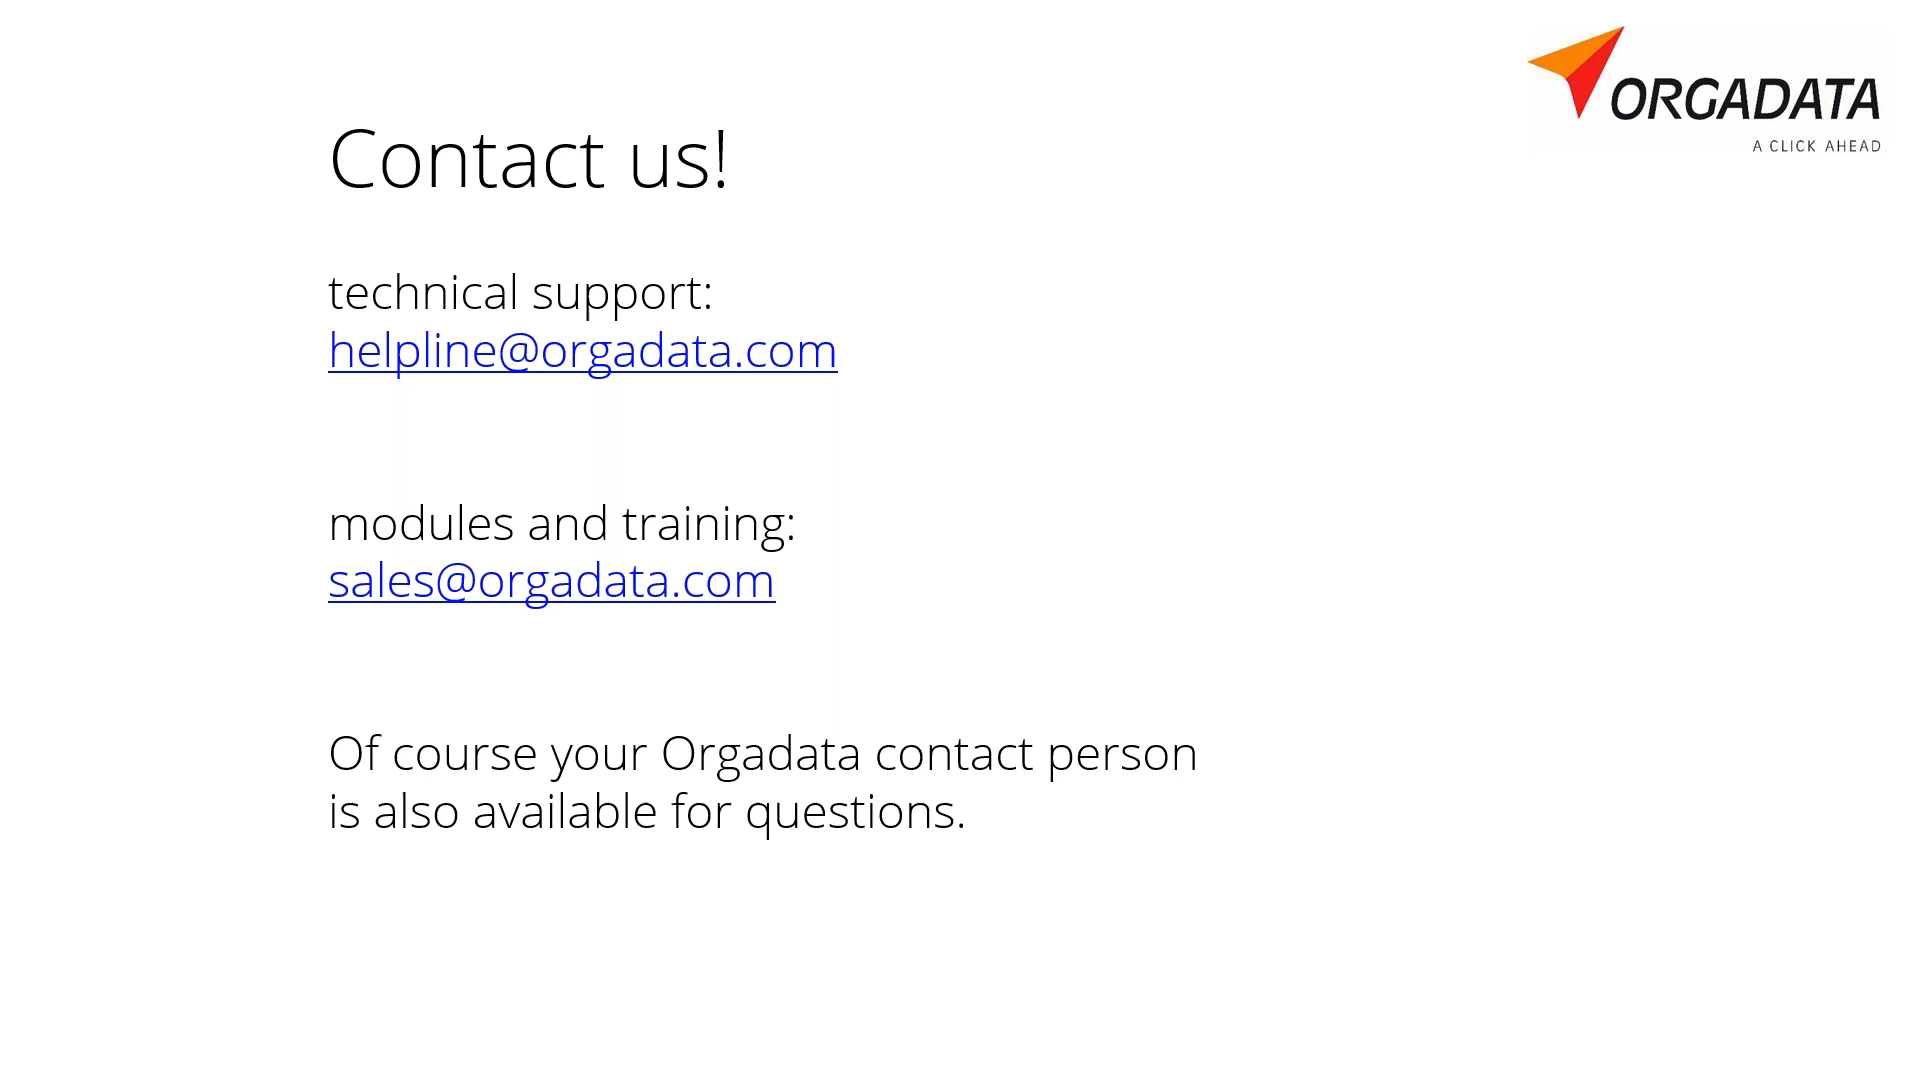 ORGADATA
A CLICK AHEAD
Contact us!
technical support:
helpline@orgadata.com
modules and training:
sales@orgadata.com
Of course your Orgadata contact person
is also available for questions.